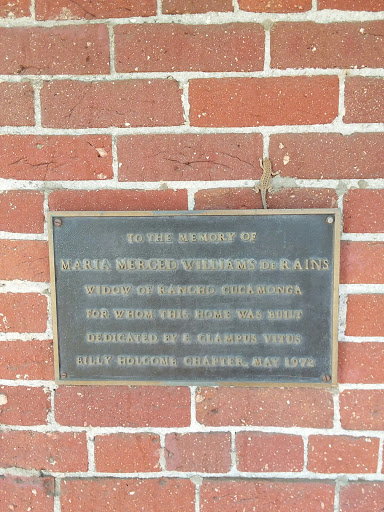 TO THE MEMORY OF
MARIA MERCED WILLIAMS DE RAINS
WIDOW OF RANCHO CUCAMONGA
FOR WHOM THIS HOME WAS BUILT
DEDICATED BY E CLAMPUS VITUS
BILLY HOLCOMB CHAPTER, MAY 1972